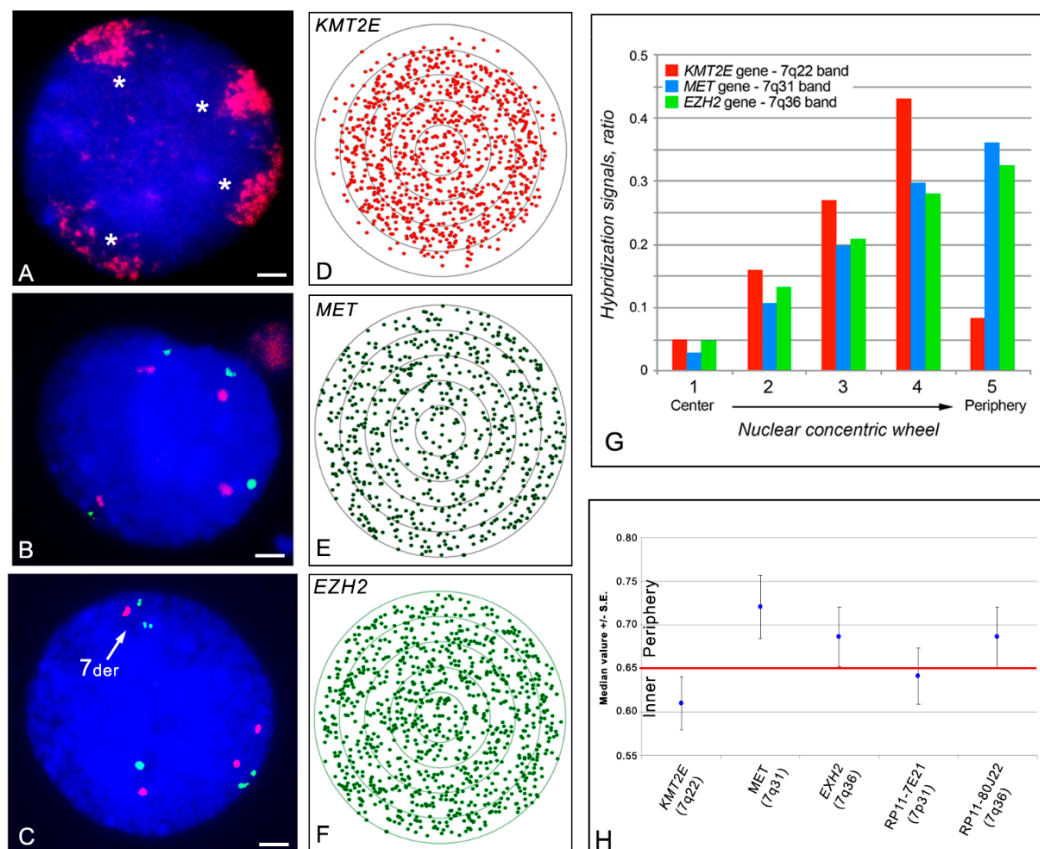 A
*
*
*
*
B
C
7der
KMT2E
D
MET
E
EZH2
F
Hybridization signals, ratio
0.5
0.4
0.3
0.2
0.1
0
KMT2E gene - 7q22 band
MET gene - 7q31 band
EZH2 gene - 7q36 band
1 2 3 4 5
Center Periphery
Nuclear concentric wheel
G
Median valure +/- S.E.
Inner Periphery
0.80
0.75
0.70
0.65
0.60
0.55
KMT2E
(7q22)
MET
(7q31)
EXH2
(7q36)
RP11-7E21
(7p31)
RP11-80J22
(7q36)
H